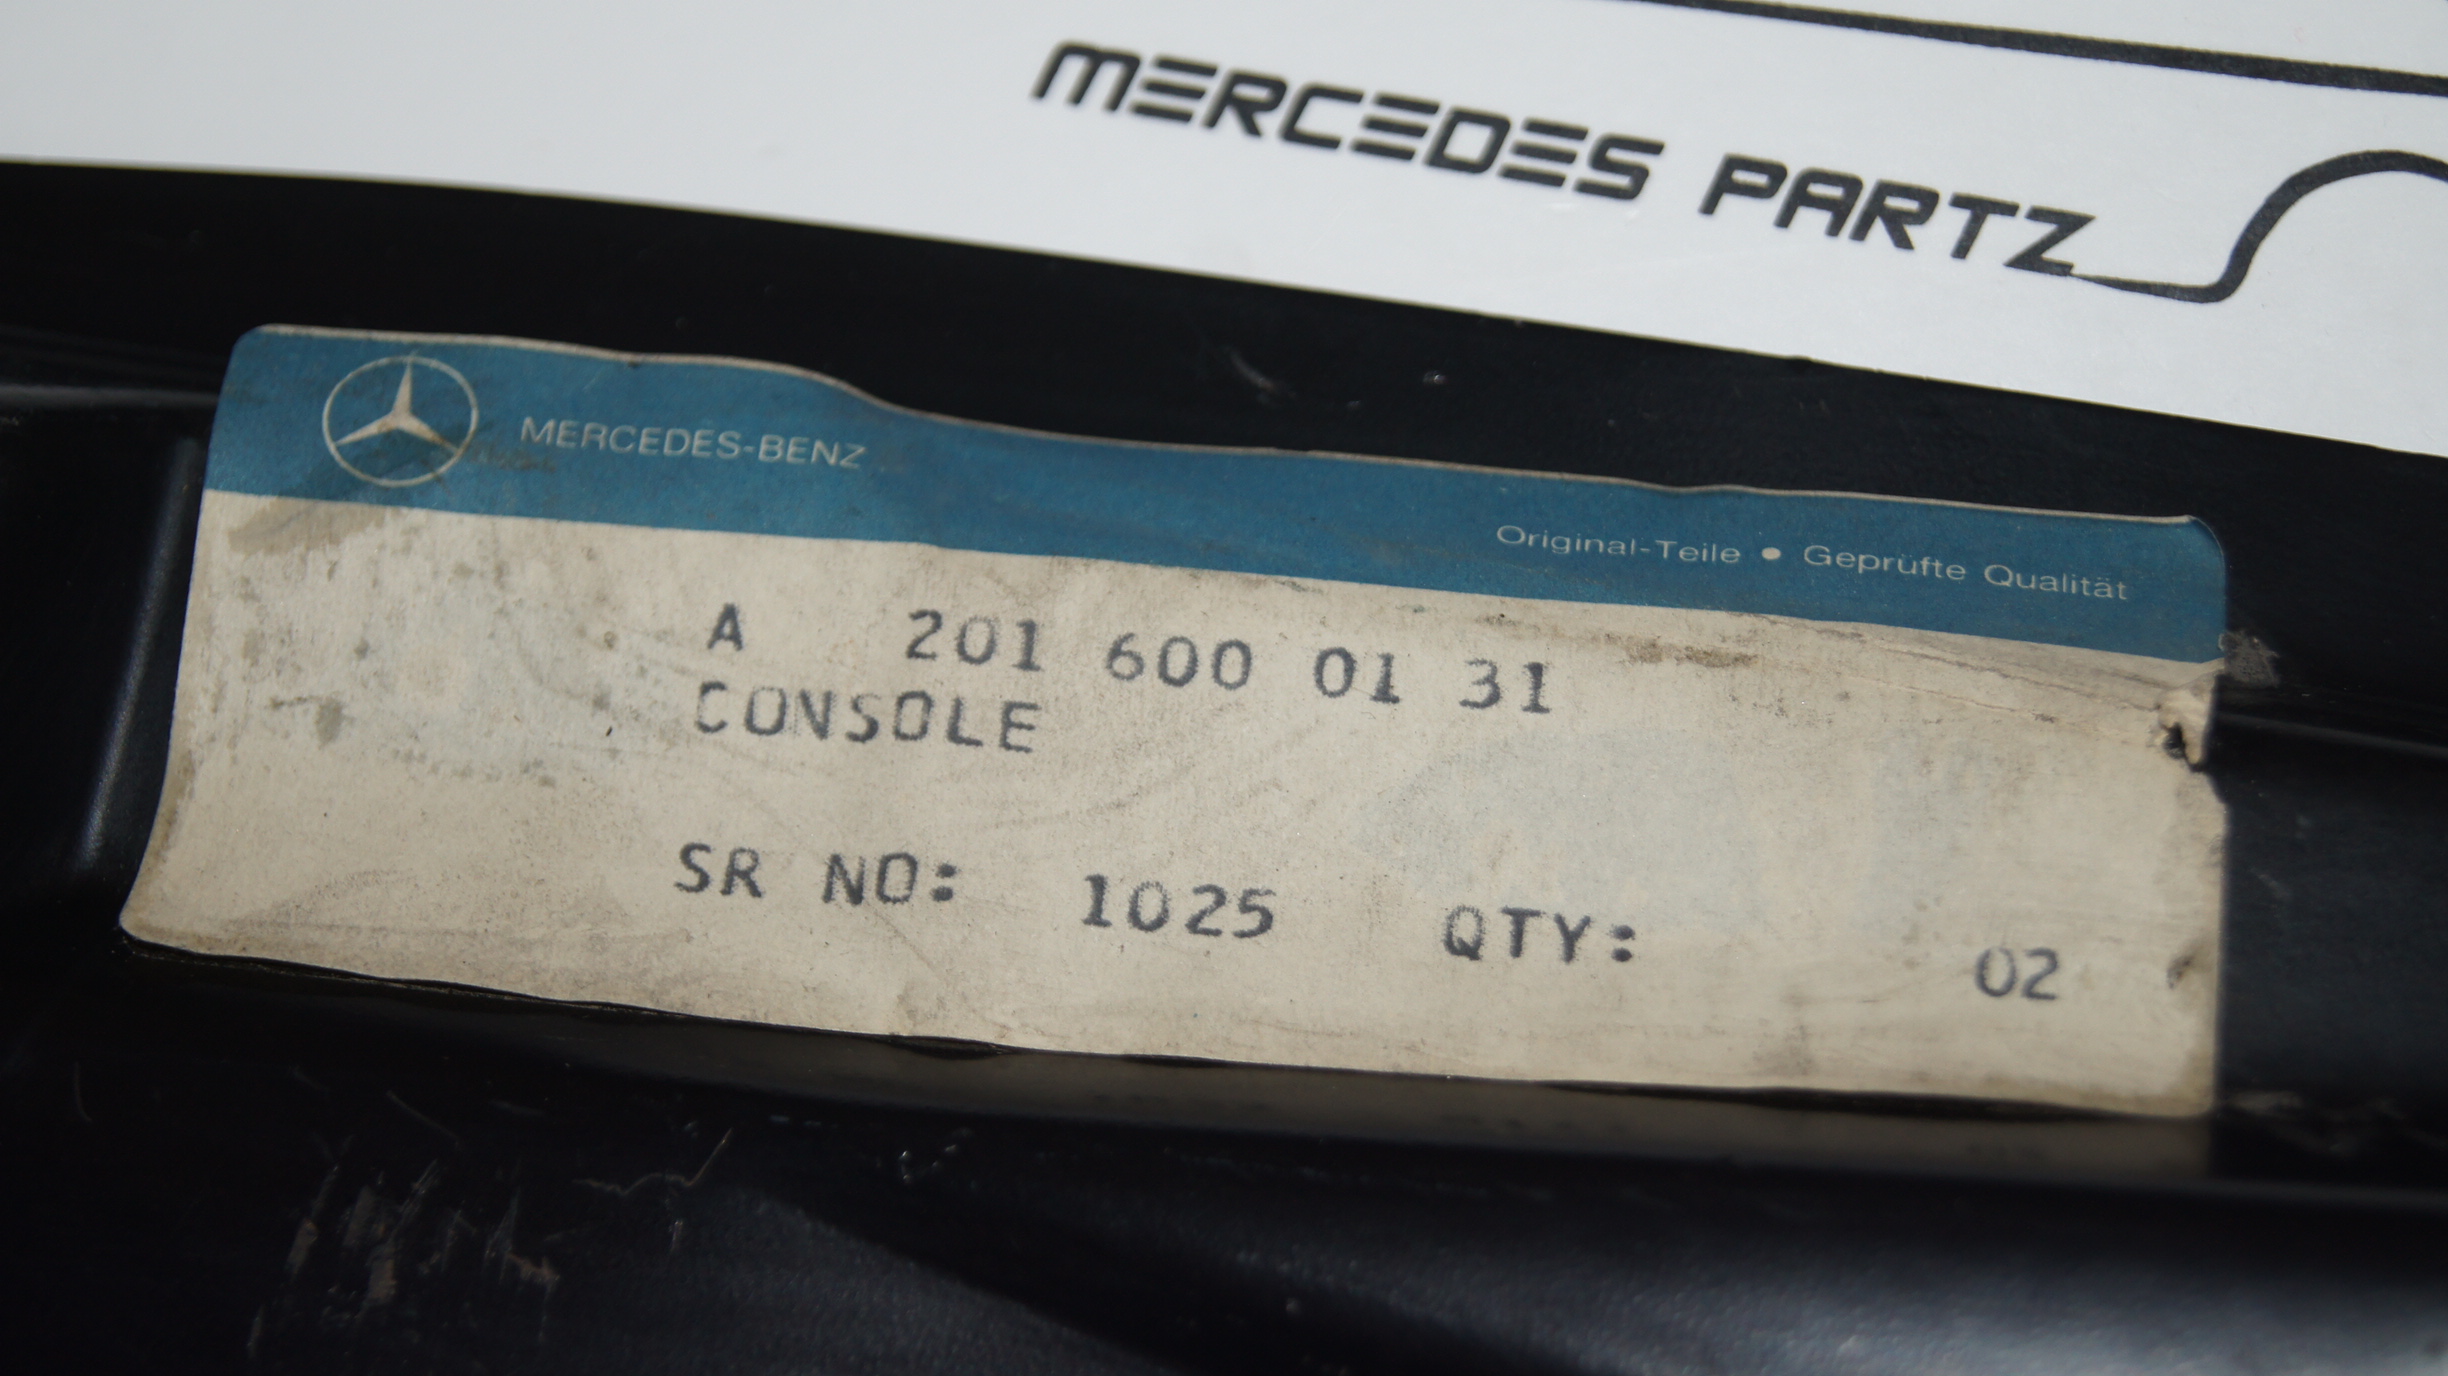 MERCEDES PARTZ
MERCEDES-BENZ
Original-Teile • Geprüfte Qualität
A 201 600 01 31
CONSOLE
SR NO: 1025 QTY: 02